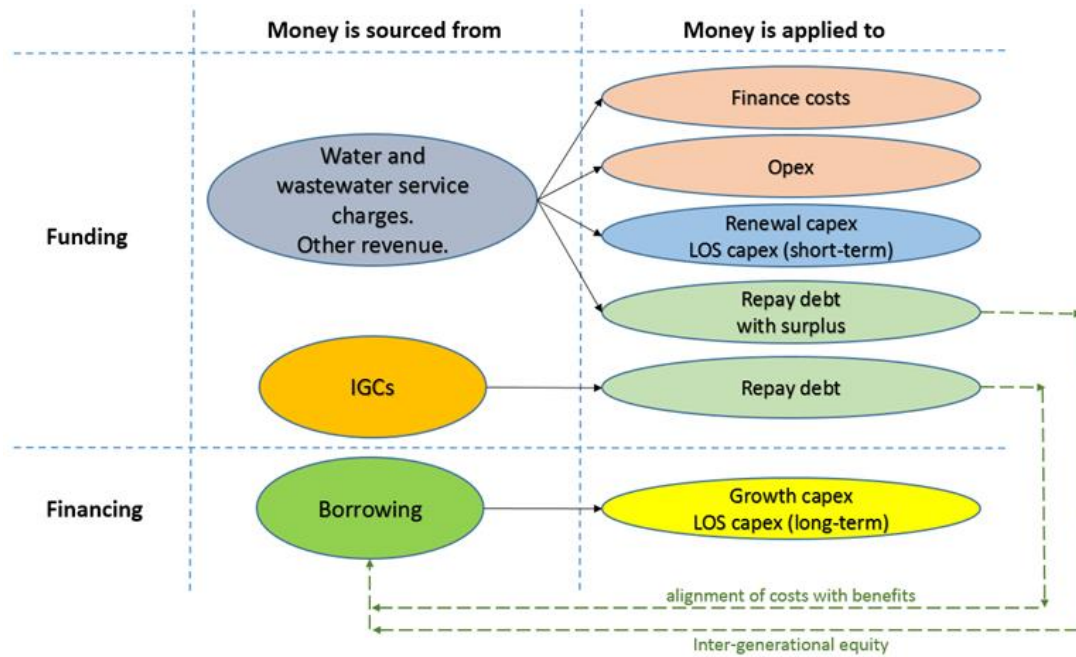 Money is sourced from
Money is applied to
Funding
Water and
wastewater service
charges.
Other revenue.
Finance costs
Opex
Renewal capex
LOS capex (short-term)
Repay debt
with surplus
IGCs
Repay debt
Financing
Borrowing
Growth capex
LOS capex (long-term)
alignment of costs with benefits
Inter-generational equity